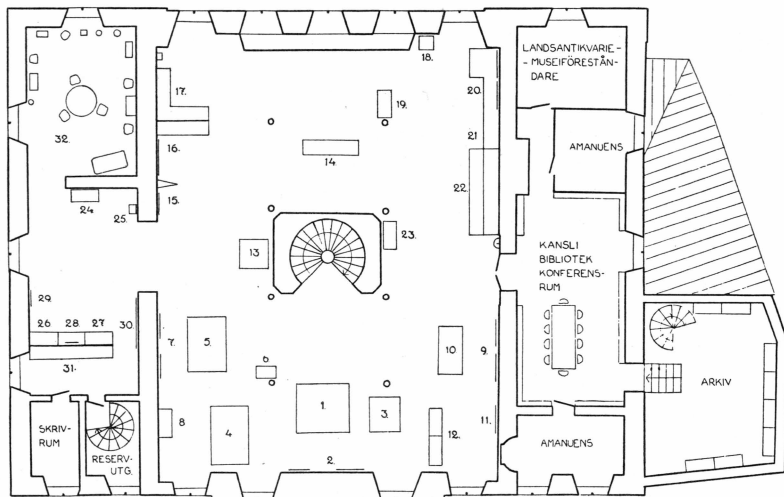 LANDSANTIKVARIE-
-MUSEIFÖRESTÅN-
DARE
18.
17.
20.
19.
32.
21
AMANUENS
16.
14.
22.
15.
24.
25.
23.
13
KANSLI
BIBLIOTEK
KONFERENS-
RUM
29.
26.
28.
27.
30.
31.
7.
5.
6
10.
9.
ARKIV
1.
3.
8
4
12.
11.
2.
SKRIV-
RUM
RESERV-
UTG.
AMANUENS